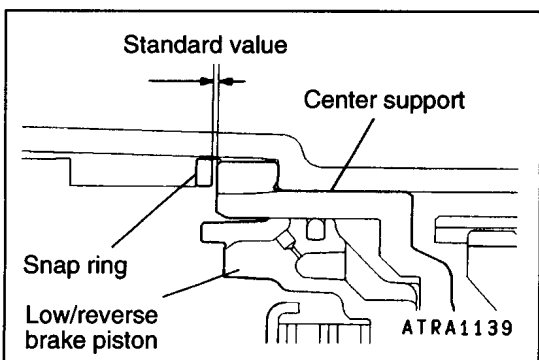 Standard value
Center support
Snap ring
Low/reverse
brake piston
ATRA1139